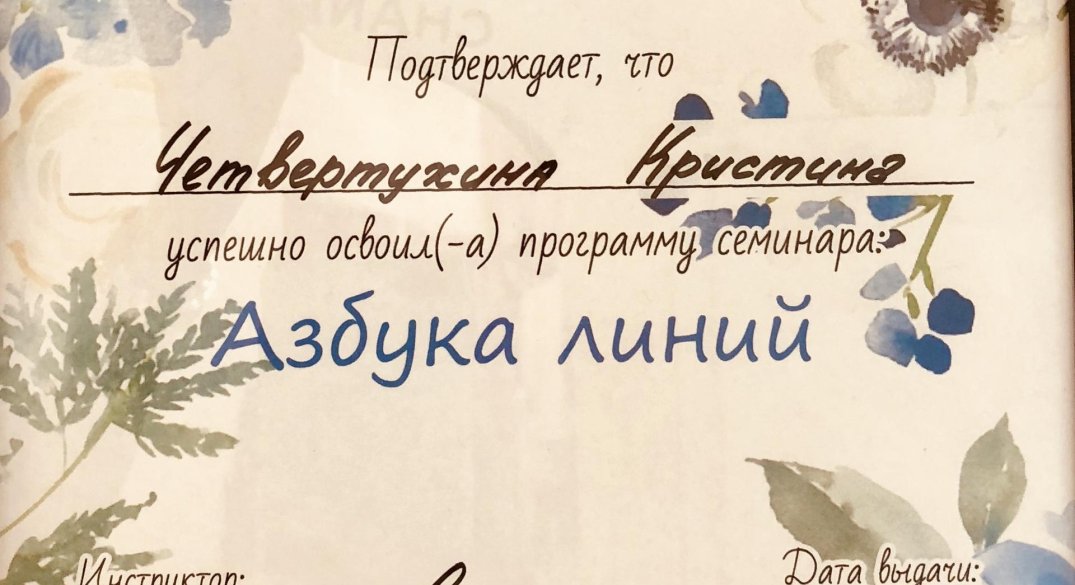 Подтверждает, что
Четвертухина Кристина
успешно освоил(-а) программу семинара:
Азбука линий
Инструктор:
Дата выдачи: